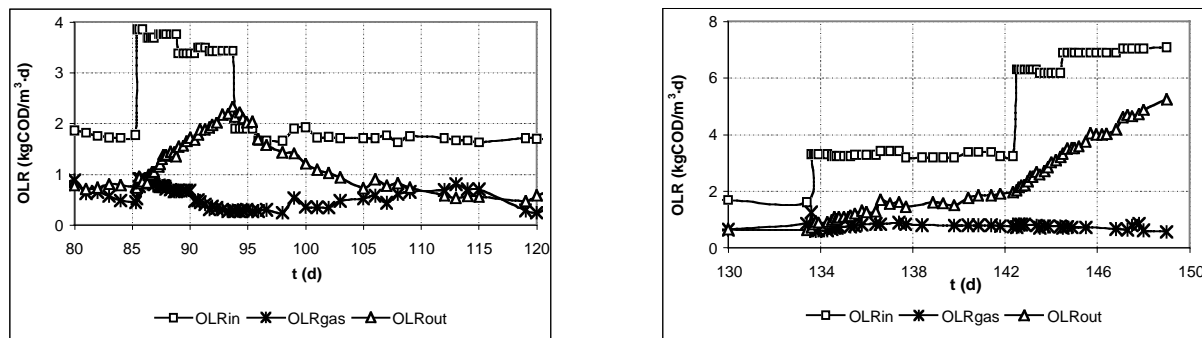 OLR (kgCOD/m³·d)
4
3
2
1
0
80 85 90 95 100 105 110 115 120
t (d)
OLRin OLRgas OLRout
OLR (kgCOD/m³·d)
8
6
4
2
0
130 134 138 142 146 150
t (d)
OLRin OLRgas OLRout